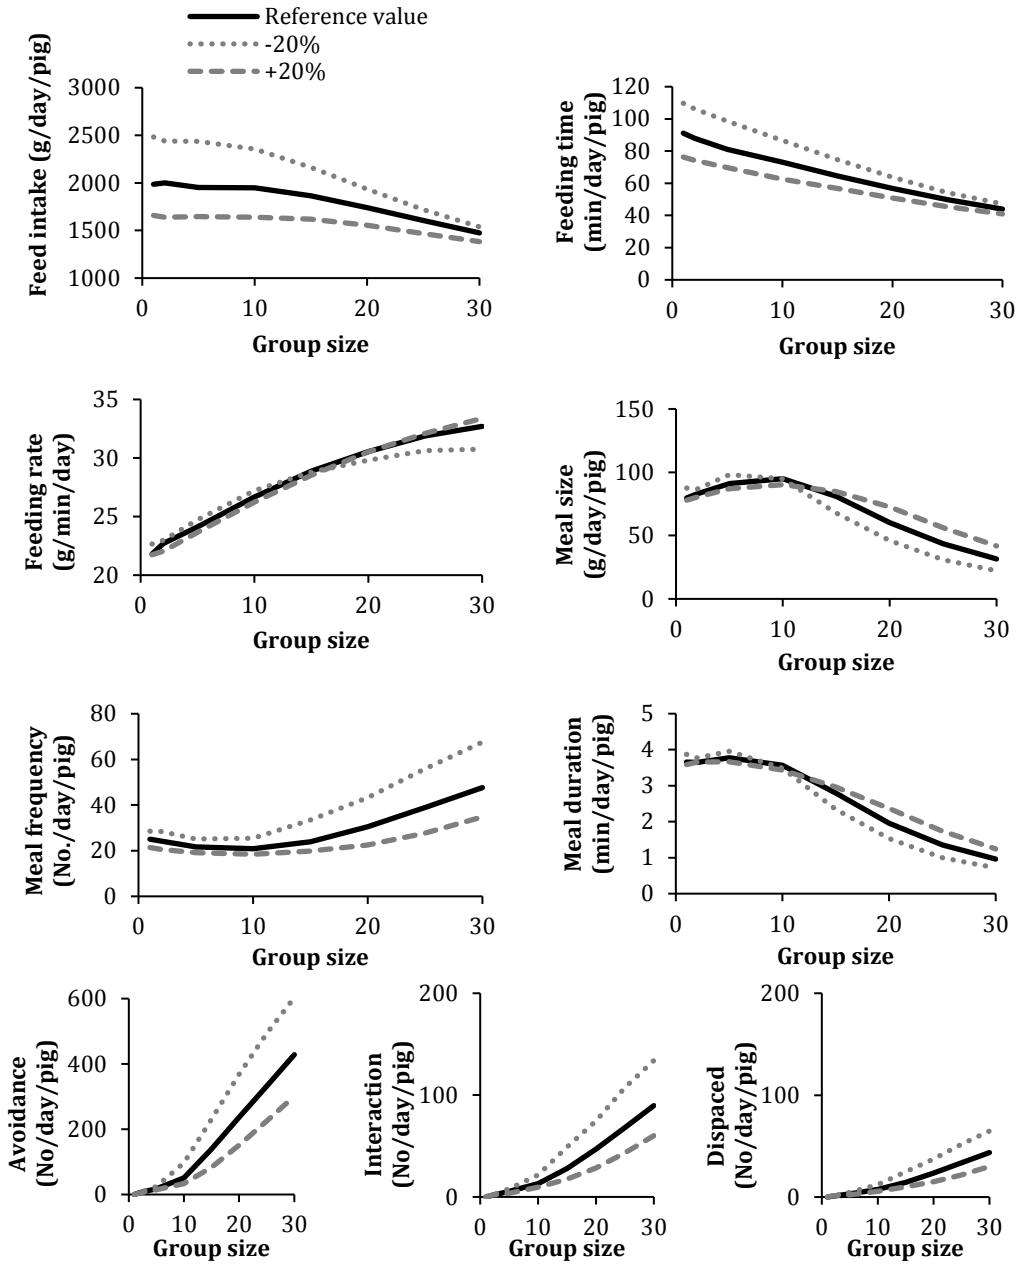 Reference value
-20%
+20%
Feed intake (g/day/pig)
3000
2500
2000
1500
1000
0 10 20 30
Group size
Feeding time
(min/day/pig)
120
100
80
60
40
20
0
0 10 20 30
Group size
Feeding rate
(g/min/day)
35
30
25
20
0 10 20 30
Group size
Meal size
(g/day/pig)
150
100
50
0
0 10 20 30
Group size
Meal frequency
(No./day/pig)
80
60
40
20
0
0 10 20 30
Group size
Meal duration
(min/day/pig)
5
4
3
2
1
0
0 10 20 30
Group size
Avoidance
(No/day/pig)
600
400
200
0
0 10 20 30
Group size
Interaction
(No/day/pig)
200
100
0
0 10 20 30
Group size
Dispaced
(No/day/pig)
200
100
0
0 10 20 30
Group size